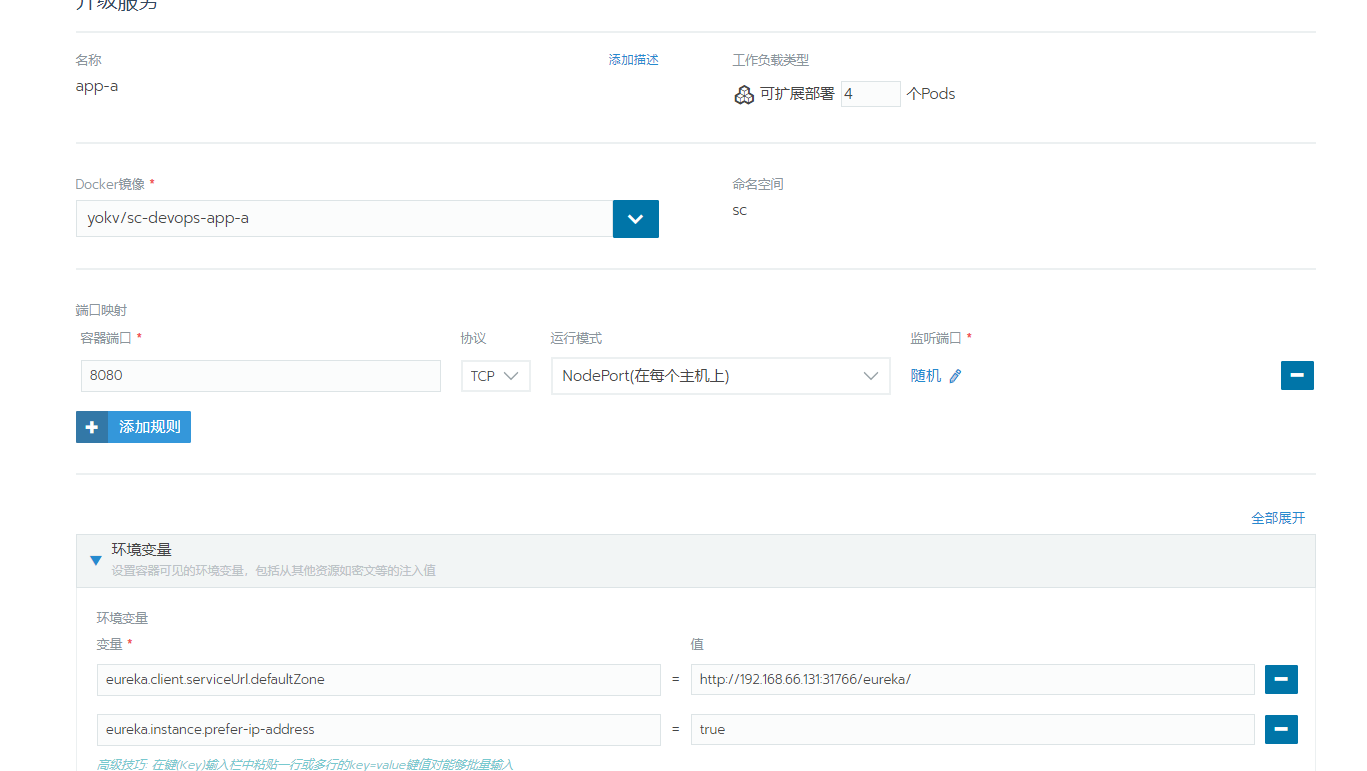 升级服务
名称
添加描述
工作负载类型
app-a
可扩展部署 4 个Pods
Docker镜像 *
命名空间
yokv/sc-devops-app-a
sc
端口映射
容器端口 * 协议 运行模式 监听端口 *
8080 TCP NodePort(在每个主机上) 随机
添加规则
全部展开
环境变量
设置容器可见的环境变量，包括从其他资源如密文等的注入值
环境变量
变量 * 值
eureka.client.serviceUrl.defaultZone = http://192.168.66.131:31766/eureka/
eureka.instance.prefer-ip-address = true
高级技巧: 在键(Key)输入栏中粘贴一行或多行的key=value键值对能够批量输入